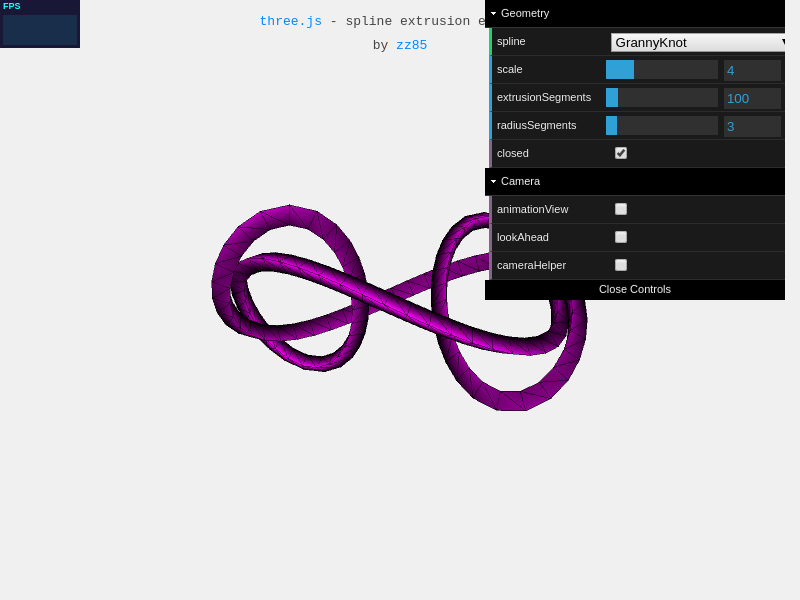 FPS
three.js - spline extrusion e
by zz85
Geometry
spline GrannyKnot
scale 4
extrusionSegments 100
radiusSegments 3
closed
Camera
animationView
lookAhead
cameraHelper
Close Controls